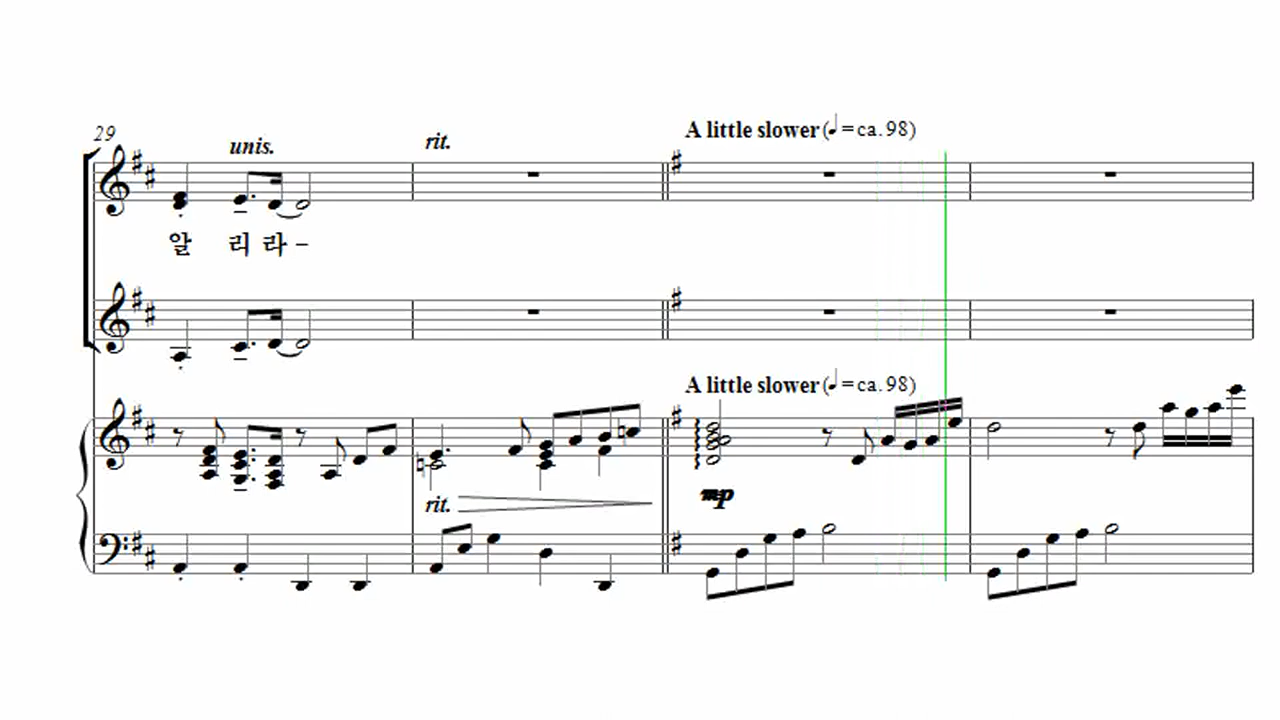 29
unis.
rit.
A little slower (♩=ca.98)
알 리 라 –
A little slower (♩=ca.98)
rit.
mp